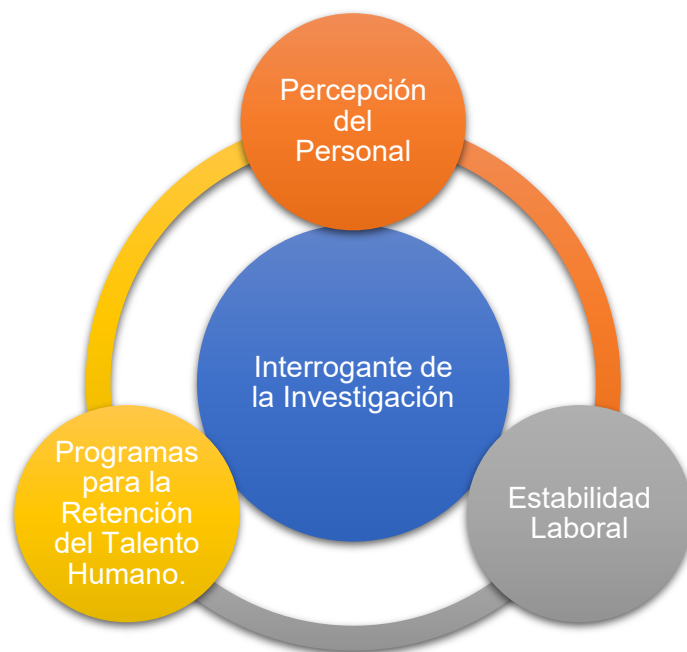 Percepción
del
Personal
Interrogante de
la Investigación
Programas
para la
Retención
del Talento
Humano.
Estabilidad
Laboral